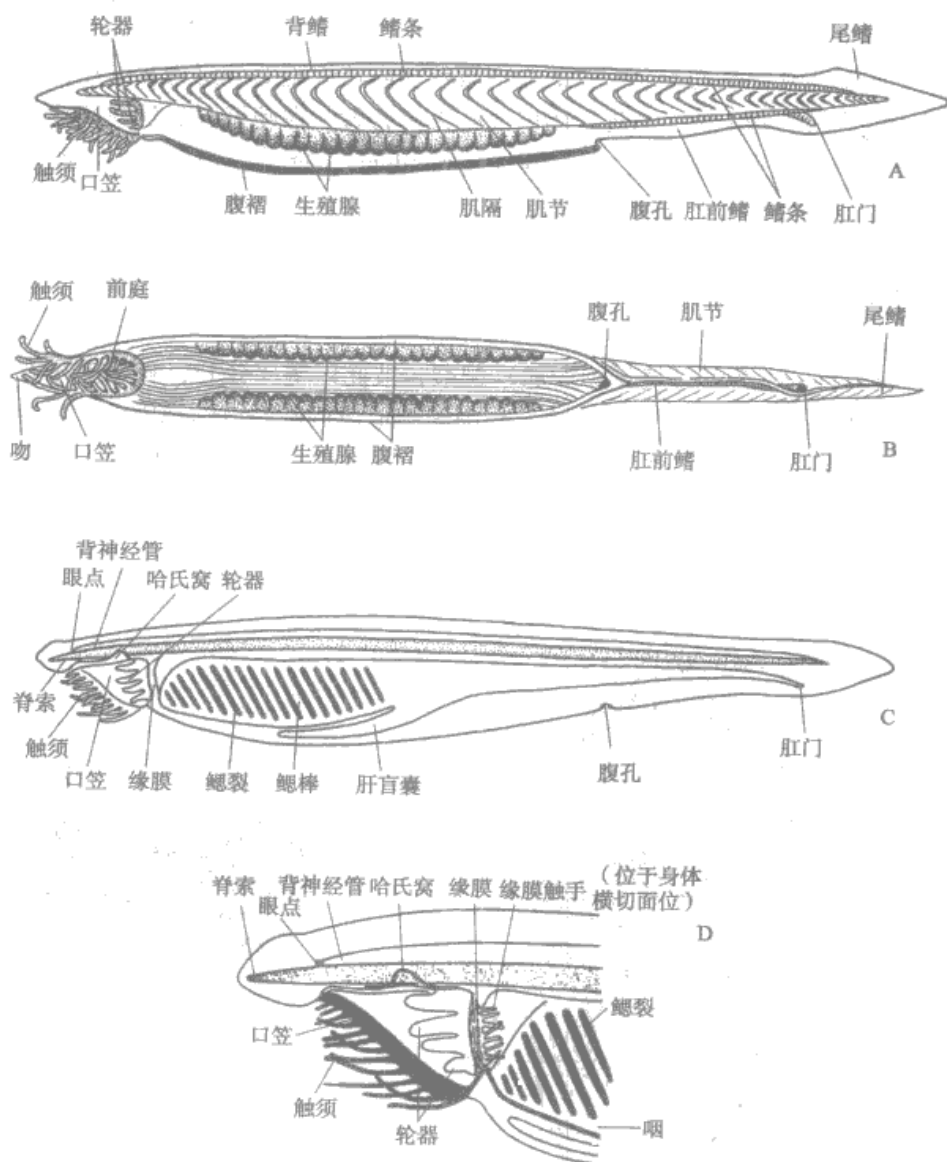 轮器 背鳍 鳍条 尾鳍
触须 口笠 腹褶 生殖腺 肌隔 肌节 腹孔 肛前鳍 鳍条 肛门 A
触须 前庭 腹孔 肌节 尾鳍
吻 口笠 生殖腺 腹褶 肛前鳍 肛门 B
背神经管
眼点 哈氏窝 轮器
脊索
触须
口笠 缘膜 鳃裂 鳃棒 肝盲囊 腹孔 肛门 C
脊索 背神经管 哈氏窝 缘膜 缘膜触手 (位于身体
眼点 横切面位) D
口笠 鳃裂
触须 轮器 咽